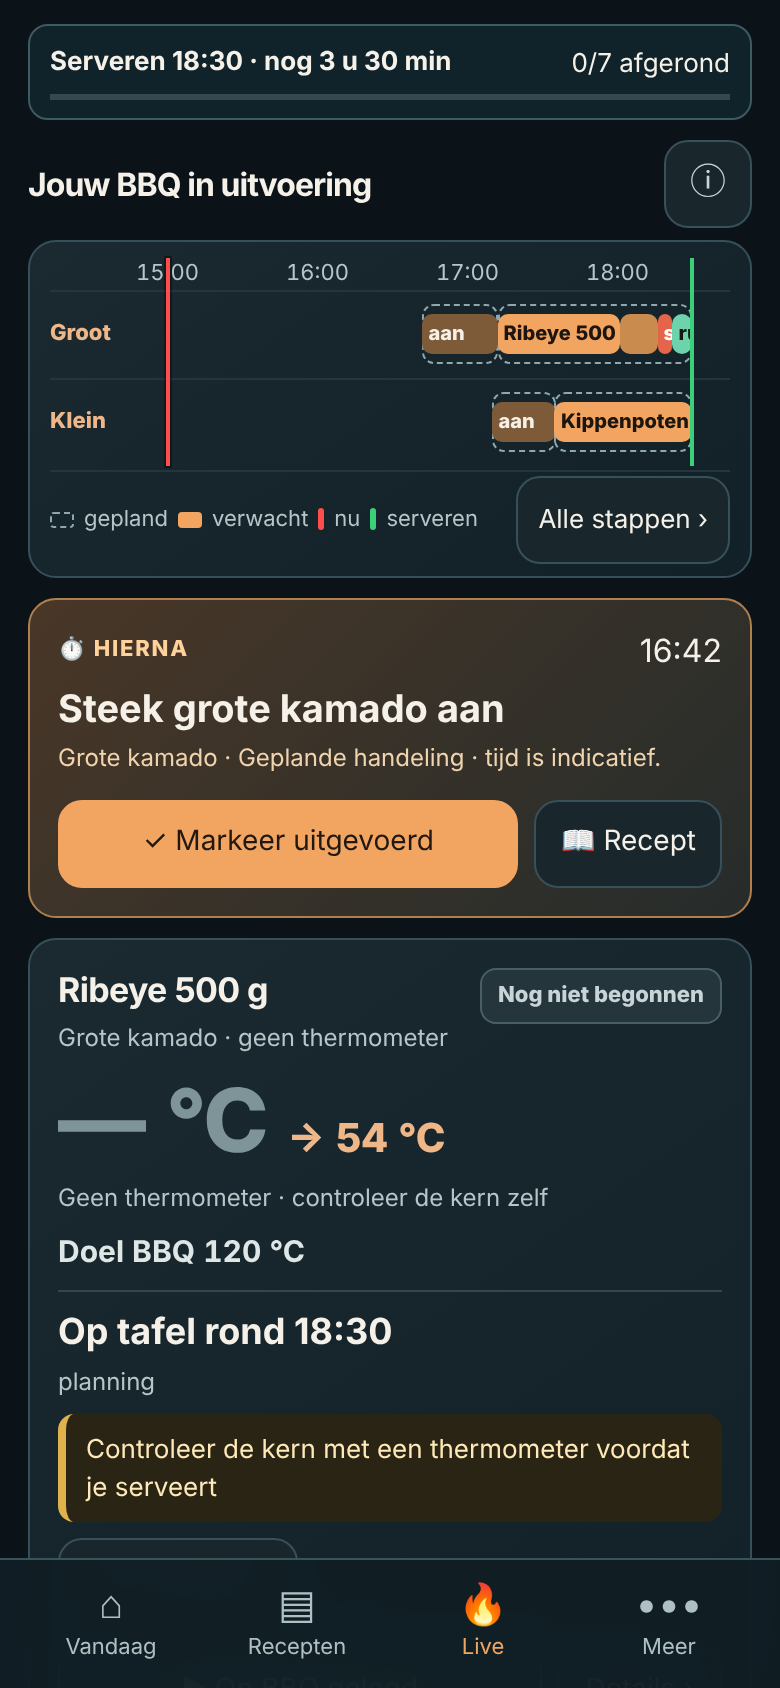 Serveren 18:30 · nog 3 u 30 min
0/7 afgerond
Jouw BBQ in uitvoering
15:00 16:00 17:00 18:00
Groot
aan
Ribeye 500
Klein
aan
Kippenpoten
gepland
verwacht
nu
serveren
Alle stappen ›
HIERNA
16:42
Steek grote kamado aan
Grote kamado · Geplande handeling · tijd is indicatief.
✓ Markeer uitgevoerd
Recept
Ribeye 500 g
Nog niet begonnen
Grote kamado · geen thermometer
— °C → 54 °C
Geen thermometer · controleer de kern zelf
Doel BBQ 120 °C
Op tafel rond 18:30
planning
Controleer de kern met een thermometer voordat
je serveert
Vandaag
Recepten
Live
Meer